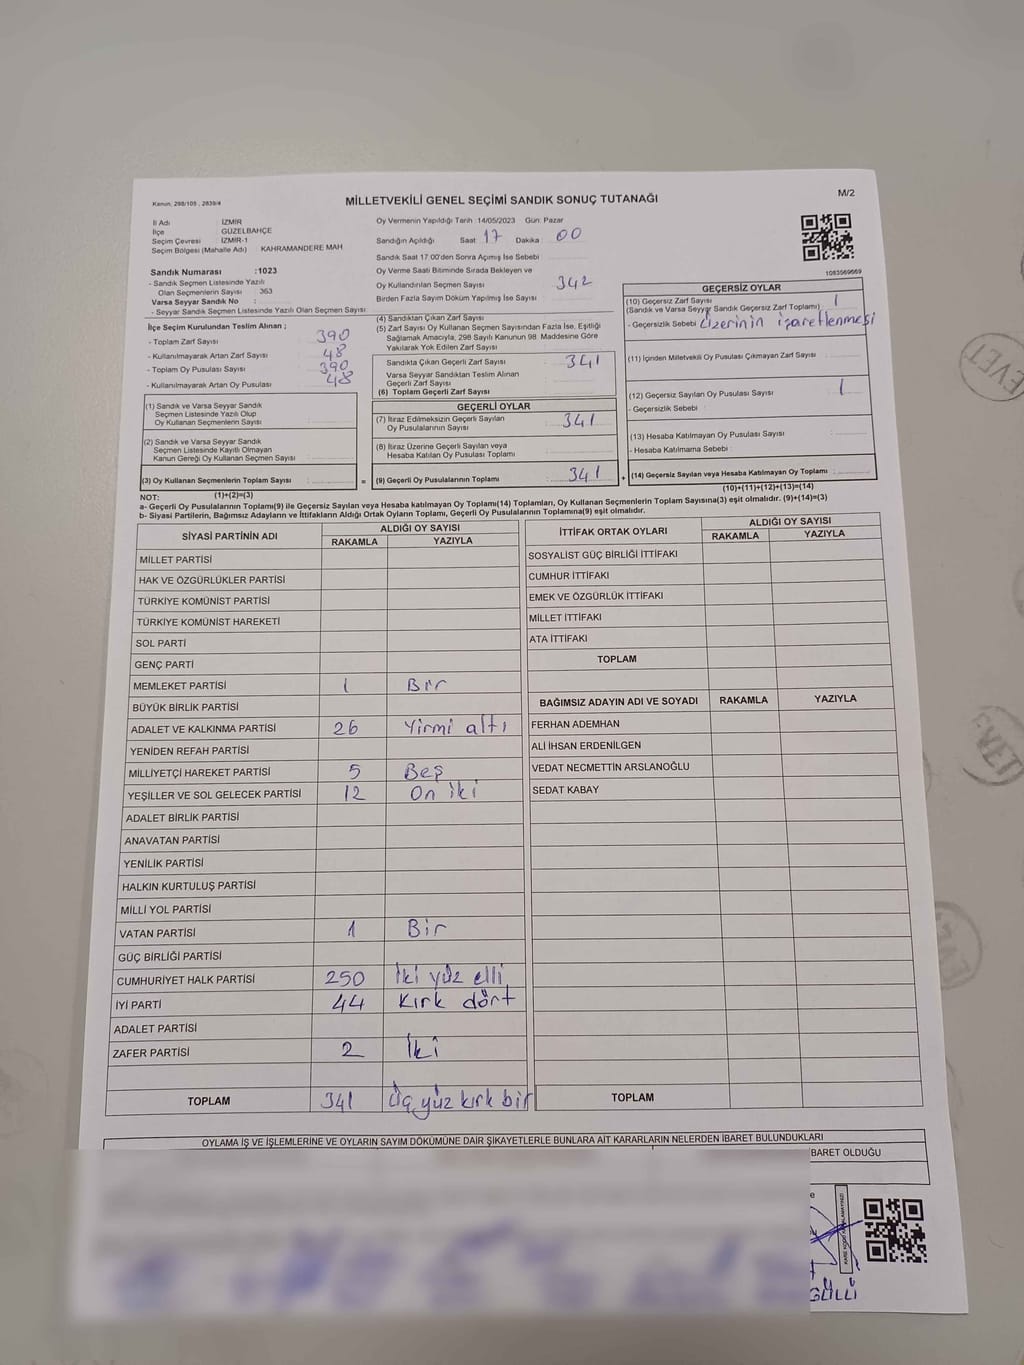 Kanun, 298/105 , 2839/4
MİLLETVEKİLİ GENEL SEÇİMİ SANDIK SONUÇ TUTANAĞI
M/2
İl Adı İZMİR
İlçe GÜZELBAHÇE
Seçim Çevresi İZMİR-1
Seçim Bölgesi (Mahalle Adı) KAHRAMANDERE MAH
Sandık Numarası :1023
- Sandık Seçmen Listesinde Yazılı
Olan Seçmenlerin Sayısı 363
Varsa Seyyar Sandık No :
- Seyyar Sandık Seçmen Listesinde Yazılı Olan Seçmen Sayısı
İlçe Seçim Kurulundan Teslim Alınan ;
- Toplam Zarf Sayısı 390
- Kullanılmayarak Artan Zarf Sayısı 48
- Toplam Oy Pusulası Sayısı 390
- Kullanılmayarak Artan Oy Pusulası 48
(1) Sandık ve Varsa Seyyar Sandık
Seçmen Listesinde Yazılı Olup
Oy Kullanan Seçmenlerin Sayısı
(2) Sandık ve Varsa Seyyar Sandık
Seçmen Listesinde Kayıtlı Olmayan
Kanun Gereği Oy Kullanan Seçmen Sayısı
(3) Oy Kullanan Seçmenlerin Toplam Sayısı
(1)+(2)=(3)
Oy Vermenin Yapıldığı Tarih :14/05/2023 Gün: Pazar
Sandığın Açıldığı Saat 17 Dakika 00
Sandık Saat 17:00'den Sonra Açımış İse Sebebi
Oy Verme Saati Bitiminde Sırada Bekleyen ve
Oy Kullandırılan Seçmen Sayısı 342
Birden Fazla Sayım Döküm Yapılmış İse Sayısı
(4) Sandıktan Çıkan Zarf Sayısı
(5) Zarf Sayısı Oy Kullanan Seçmen Sayısından Fazla İse, Eşitliği
Sağlamak Amacıyla, 298 Sayılı Kanunun 98. Maddesine Göre
Yakılarak Yok Edilen Zarf Sayısı
Sandıkta Çıkan Geçerli Zarf Sayısı 341
Varsa Seyyar Sandıktan Teslim Alınan
Geçerli Zarf Sayısı
(6) Toplam Geçerli Zarf Sayısı
GEÇERLİ OYLAR
(7) İtiraz Edilmeksizin Geçerli Sayılan
Oy Pusulalarının Sayısı 341
(8) İtiraz Üzerine Geçerli Sayılan veya
Hesaba Katılan Oy Pusulası Toplamı
= (9) Geçerli Oy Pusulalarının Toplamı 341 +
1083569669
GEÇERSİZ OYLAR
(10) Geçersiz Zarf Sayısı 1
(Sandık ve Varsa Seyyar Sandık Geçersiz Zarf Toplamı)
- Geçersizlik Sebebi Üzerinin işaretlenmesi
(11) İçinden Milletvekili Oy Pusulası Çıkmayan Zarf Sayısı
(12) Geçersiz Sayılan Oy Pusulası Sayısı 1
- Geçersizlik Sebebi
(13) Hesaba Katılmayan Oy Pusulası Sayısı
- Hesaba Katılmama Sebebi
(14) Geçersiz Sayılan veya Hesaba Katılmayan Oy Toplamı
(10)+(11)+(12)+(13)=(14)
NOT:
a- Geçerli Oy Pusulalarının Toplamı(9) ile Geçersiz Sayılan veya Hesaba katılmayan Oy Toplamı(14) Toplamları, Oy Kullanan Seçmenlerin Toplam Sayısına(3) eşit olmalıdır. (9)+(14)=(3)
b- Siyasi Partilerin, Bağımsız Adayların ve İttifakların Aldığı Ortak Oyların Toplamı, Geçerli Oy Pusulalarının Toplamına(9) eşit olmalıdır.
SİYASİ PARTİNİN ADI ALDIĞI OY SAYISI
RAKAMLA YAZIYLA
MİLLET PARTİSİ
HAK VE ÖZGÜRLÜKLER PARTİSİ
TÜRKİYE KOMÜNİST PARTİSİ
TÜRKİYE KOMÜNİST HAREKETİ
SOL PARTİ
GENÇ PARTİ
MEMLEKET PARTİSİ 1 Bir
BÜYÜK BİRLİK PARTİSİ
ADALET VE KALKINMA PARTİSİ 26 Yirmi altı
YENİDEN REFAH PARTİSİ
MİLLİYETÇİ HAREKET PARTİSİ 5 Beş
YEŞİLLER VE SOL GELECEK PARTİSİ 12 On iki
ADALET BİRLİK PARTİSİ
ANAVATAN PARTİSİ
YENİLİK PARTİSİ
HALKIN KURTULUŞ PARTİSİ
MİLLİ YOL PARTİSİ
VATAN PARTİSİ 1 Bir
GÜÇ BİRLİĞİ PARTİSİ
CUMHURİYET HALK PARTİSİ 250 İki yüz elli
İYİ PARTİ 44 Kırk dört
ADALET PARTİSİ
ZAFER PARTİSİ 2 İki
TOPLAM 341 Üç yüz kırk bir
İTTİFAK ORTAK OYLARI ALDIĞI OY SAYISI
RAKAMLA YAZIYLA
SOSYALİST GÜÇ BİRLİĞİ İTTİFAKI
CUMHUR İTTİFAKI
EMEK VE ÖZGÜRLÜK İTTİFAKI
MİLLET İTTİFAKI
ATA İTTİFAKI
TOPLAM
BAĞIMSIZ ADAYIN ADI VE SOYADI RAKAMLA YAZIYLA
FERHAN ADEMHAN
ALİ İHSAN ERDENİLGEN
VEDAT NECMETTİN ARSLANOĞLU
SEDAT KABAY
TOPLAM
OYLAMA İŞ VE İŞLEMLERİNE VE OYLARIN SAYIM DÖKÜMÜNE DAİR ŞİKAYETLERLE BUNLARA AİT KARARLARIN NELERDEN İBARET BULUNDUKLARI
BARET OLDUĞU
EVET
EVET
EVET